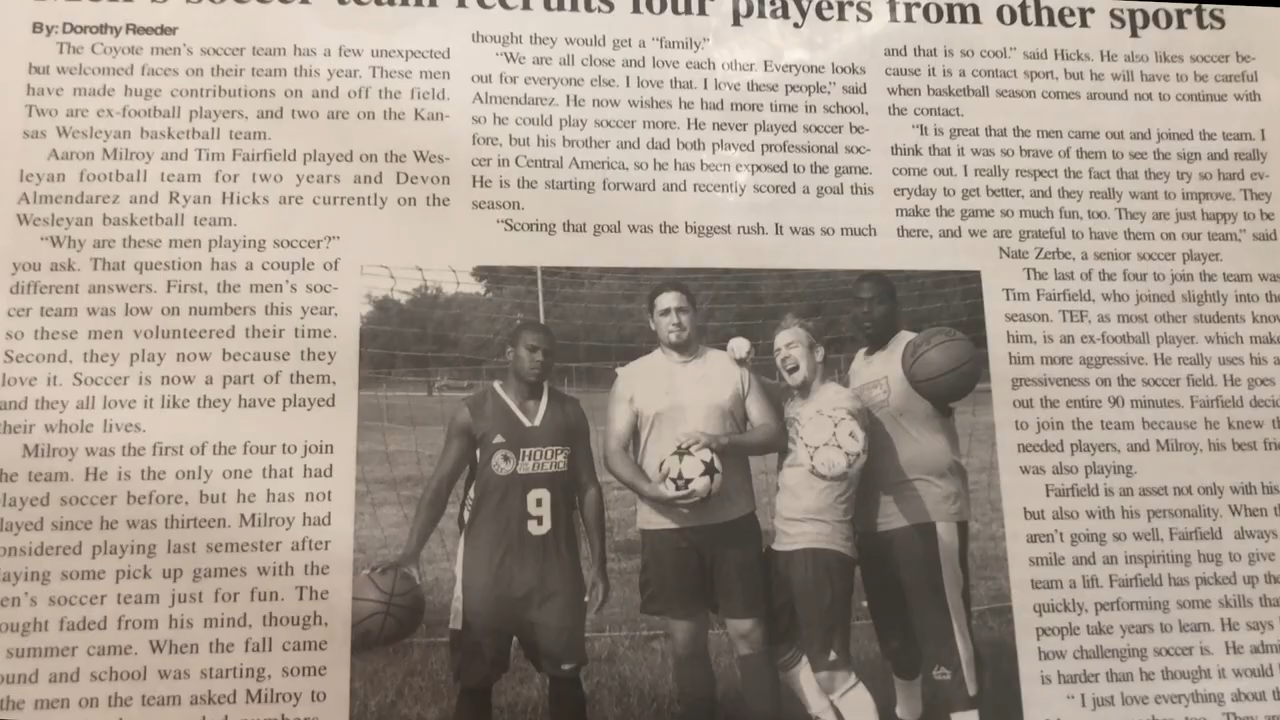 Men's soccer team recruits four players from other sports
By: Dorothy Reeder
The Coyote men's soccer team has a few unexpected
but welcomed faces on their team this year. These men
have made huge contributions on and off the field.
Two are ex-football players, and two are on the Kan-
sas Wesleyan basketball team.
Aaron Milroy and Tim Fairfield played on the Wes-
leyan football team for two years and Devon
Almendarez and Ryan Hicks are currently on the
Wesleyan basketball team.
"Why are these men playing soccer?"
you ask. That question has a couple of
different answers. First, the men's soc-
cer team was low on numbers this year,
so these men volunteered their time.
Second, they play now because they
love it. Soccer is now a part of them,
and they all love it like they have played
their whole lives.
Milroy was the first of the four to join
he team. He is the only one that had
layed soccer before, but he has not
layed since he was thirteen. Milroy had
onsidered playing last semester after
laying some pick up games with the
en's soccer team just for fun. The
ought faded from his mind, though,
summer came. When the fall came
ound and school was starting, some
the men on the team asked Milroy to
thought they would get a "family."
"We are all close and love each other. Everyone looks
out for everyone else. I love that. I love these people," said
Almendarez. He now wishes he had more time in school,
so he could play soccer more. He never played soccer be-
fore, but his brother and dad both played professional soc-
cer in Central America, so he has been exposed to the game.
He is the starting forward and recently scored a goal this
season.
"Scoring that goal was the biggest rush. It was so much
and that is so cool." said Hicks. He also likes soccer be-
cause it is a contact sport, but he will have to be careful
when basketball season comes around not to continue with
the contact.
"It is great that the men came out and joined the team. I
think that it was so brave of them to see the sign and really
come out. I really respect the fact that they try so hard ev-
eryday to get better, and they really want to improve. They
make the game so much fun, too. They are just happy to be
there, and we are grateful to have them on our team," said
Nate Zerbe, a senior soccer player.
The last of the four to join the team was
Tim Fairfield, who joined slightly into the
season. TEF, as most other students know
him, is an ex-football player. which make
him more aggressive. He really uses his a
gressiveness on the soccer field. He goes
out the entire 90 minutes. Fairfield decid
to join the team because he knew th
needed players, and Milroy, his best frie
was also playing.
Fairfield is an asset not only with his
but also with his personality. When th
aren't going so well, Fairfield always
smile and an inspiriting hug to give
team a lift. Fairfield has picked up the
quickly, performing some skills tha
people take years to learn. He says
how challenging soccer is. He admi
is harder than he thought it would
" I just love everything about th
HOOPS
BEACH
9